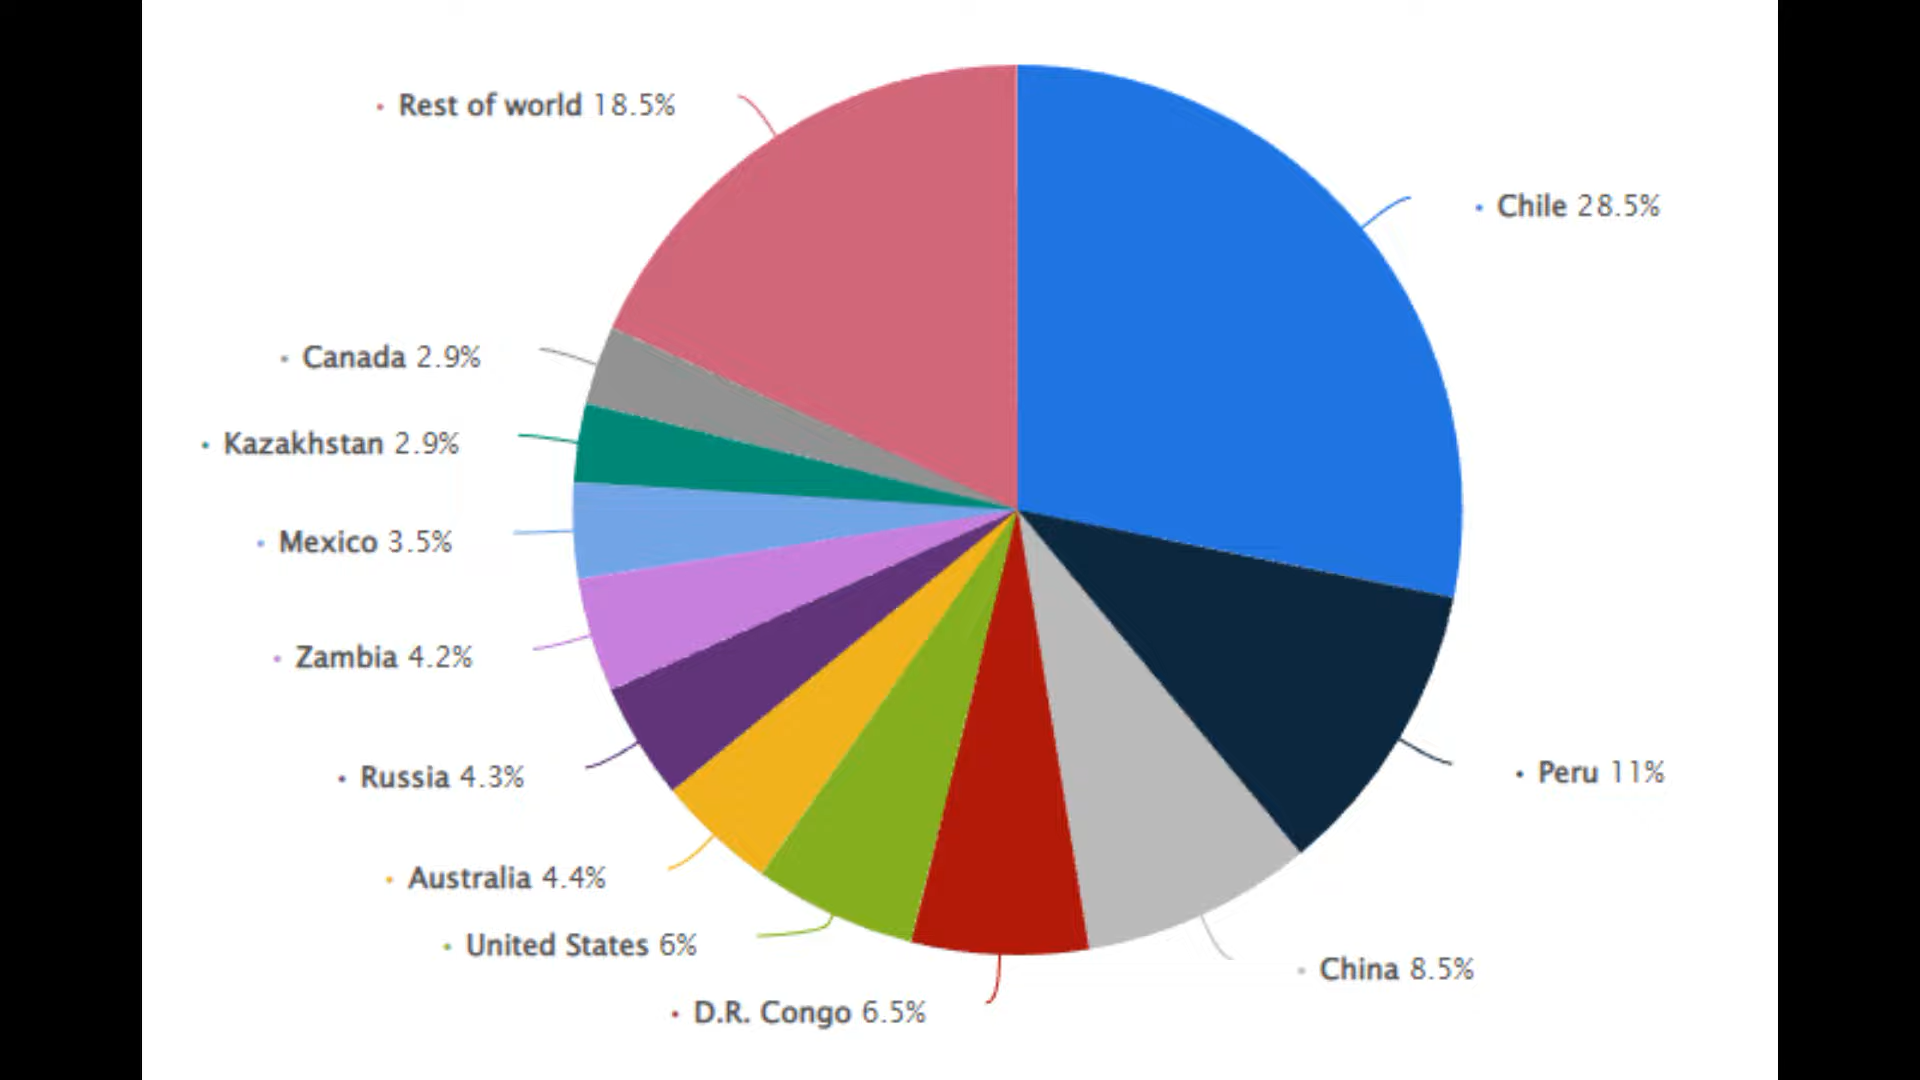 Rest of world 18.5%
Chile 28.5%
Canada 2.9%
Kazakhstan 2.9%
Mexico 3.5%
Zambia 4.2%
Russia 4.3%
Peru 11%
Australia 4.4%
United States 6%
China 8.5%
D.R. Congo 6.5%